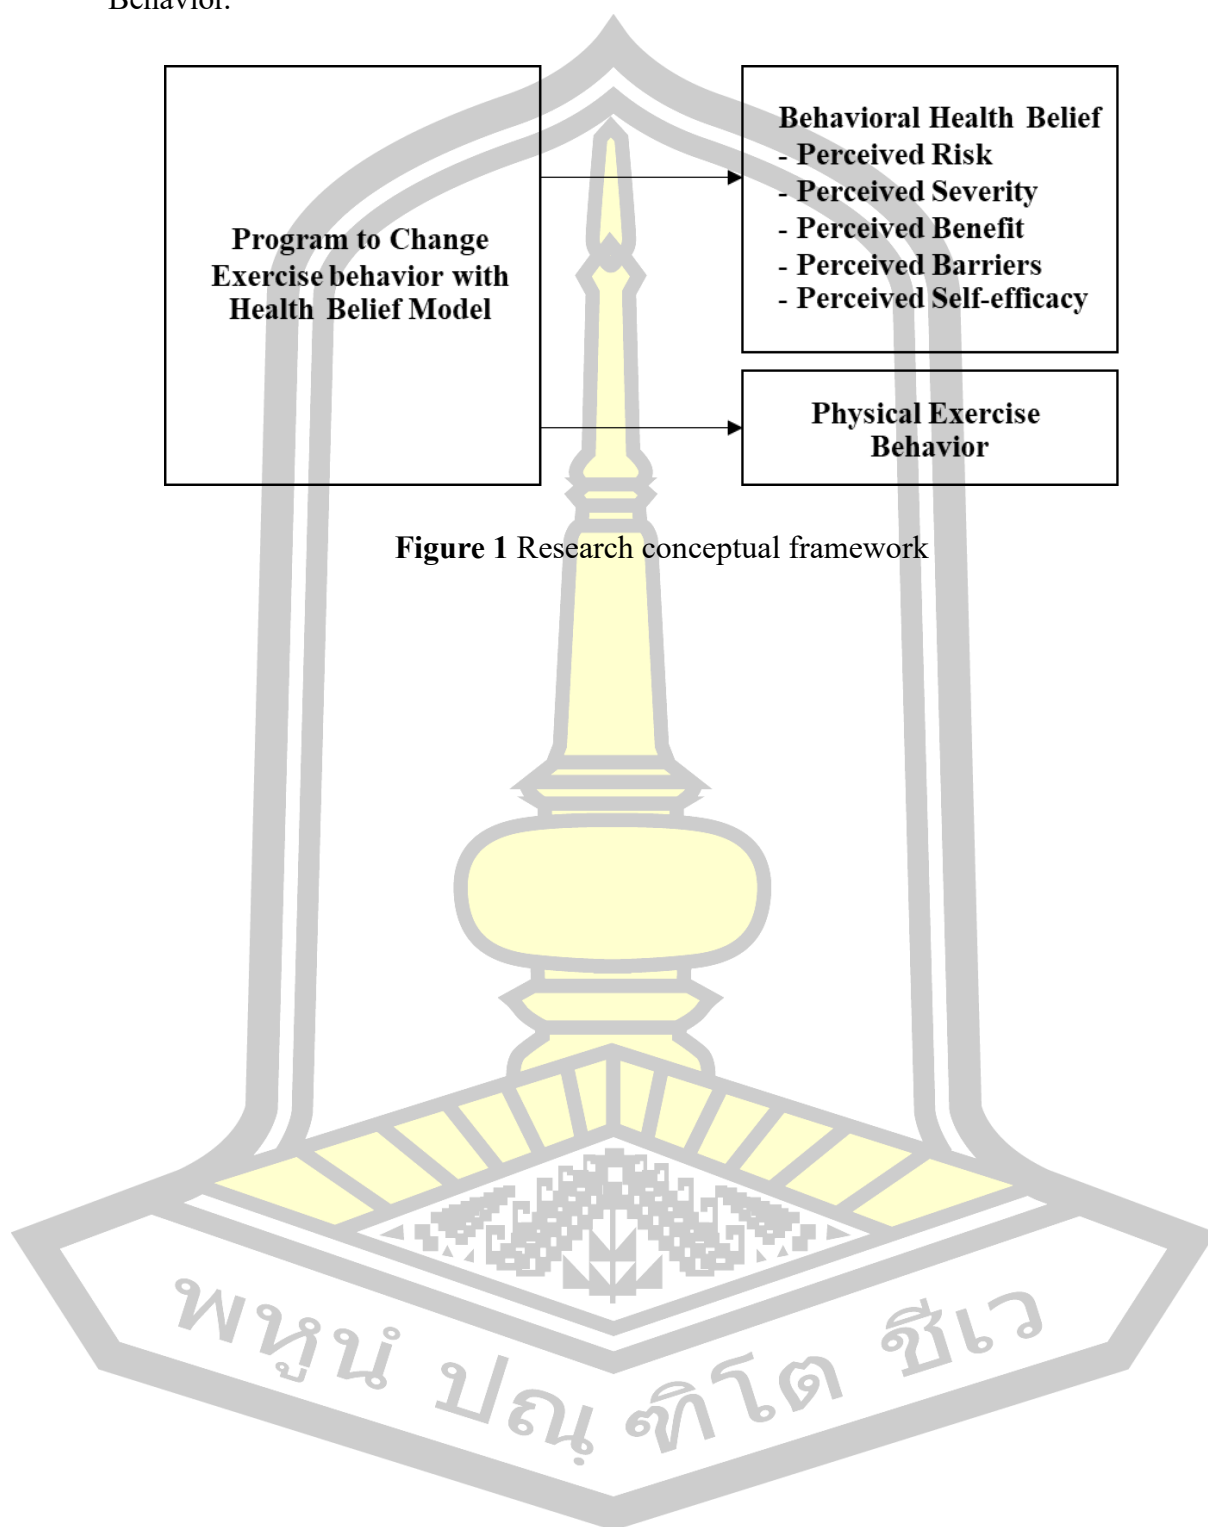 Behavior.
Program to Change
Exercise behavior with
Health Belief Model
Behavioral Health Belief
- Perceived Risk
- Perceived Severity
- Perceived Benefit
- Perceived Barriers
- Perceived Self-efficacy
Physical Exercise
Behavior
Figure 1 Research conceptual framework
พหูนํ ปณฺฑิโต ชีเว